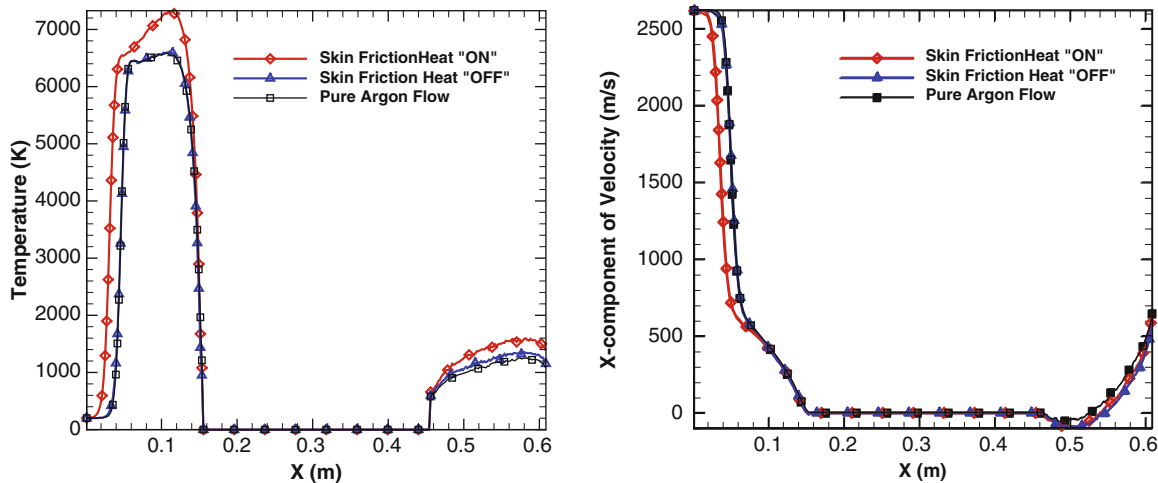 7000
6000
5000
4000
3000
2000
1000
0
Temperature (K)
Skin FrictionHeat "ON"
Skin Friction Heat "OFF"
Pure Argon Flow
0.1
0.2
0.3
0.4
0.5
0.6
X (m)
2500
2000
1500
1000
500
0
X-component of Velocity (m/s)
Skin FrictionHeat "ON"
Skin Friction Heat "OFF"
Pure Argon Flow
0.1
0.2
0.3
0.4
0.5
0.6
X (m)